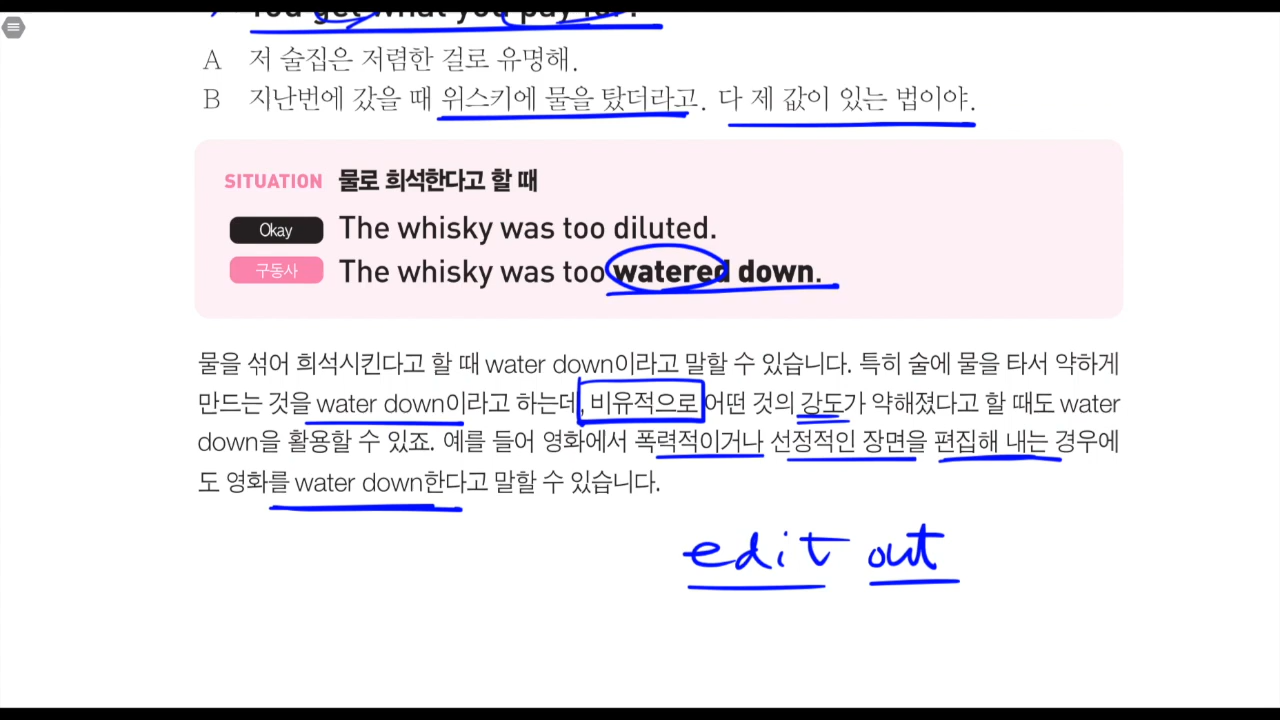 You get what you pay for.
A 저 술집은 저렴한 걸로 유명해.
B 지난번에 갔을 때 위스키에 물을 탔더라고. 다 제 값이 있는 법이야.
SITUATION 물로 희석한다고 할 때
Okay The whisky was too diluted.
구동사 The whisky was too watered down.
물을 섞어 희석시킨다고 할 때 water down이라고 말할 수 있습니다. 특히 술에 물을 타서 약하게
만드는 것을 water down이라고 하는데, 비유적으로 어떤 것의 강도가 약해졌다고 할 때도 water
down을 활용할 수 있죠. 예를 들어 영화에서 폭력적이거나 선정적인 장면을 편집해 내는 경우에
도 영화를 water down한다고 말할 수 있습니다.
edit out